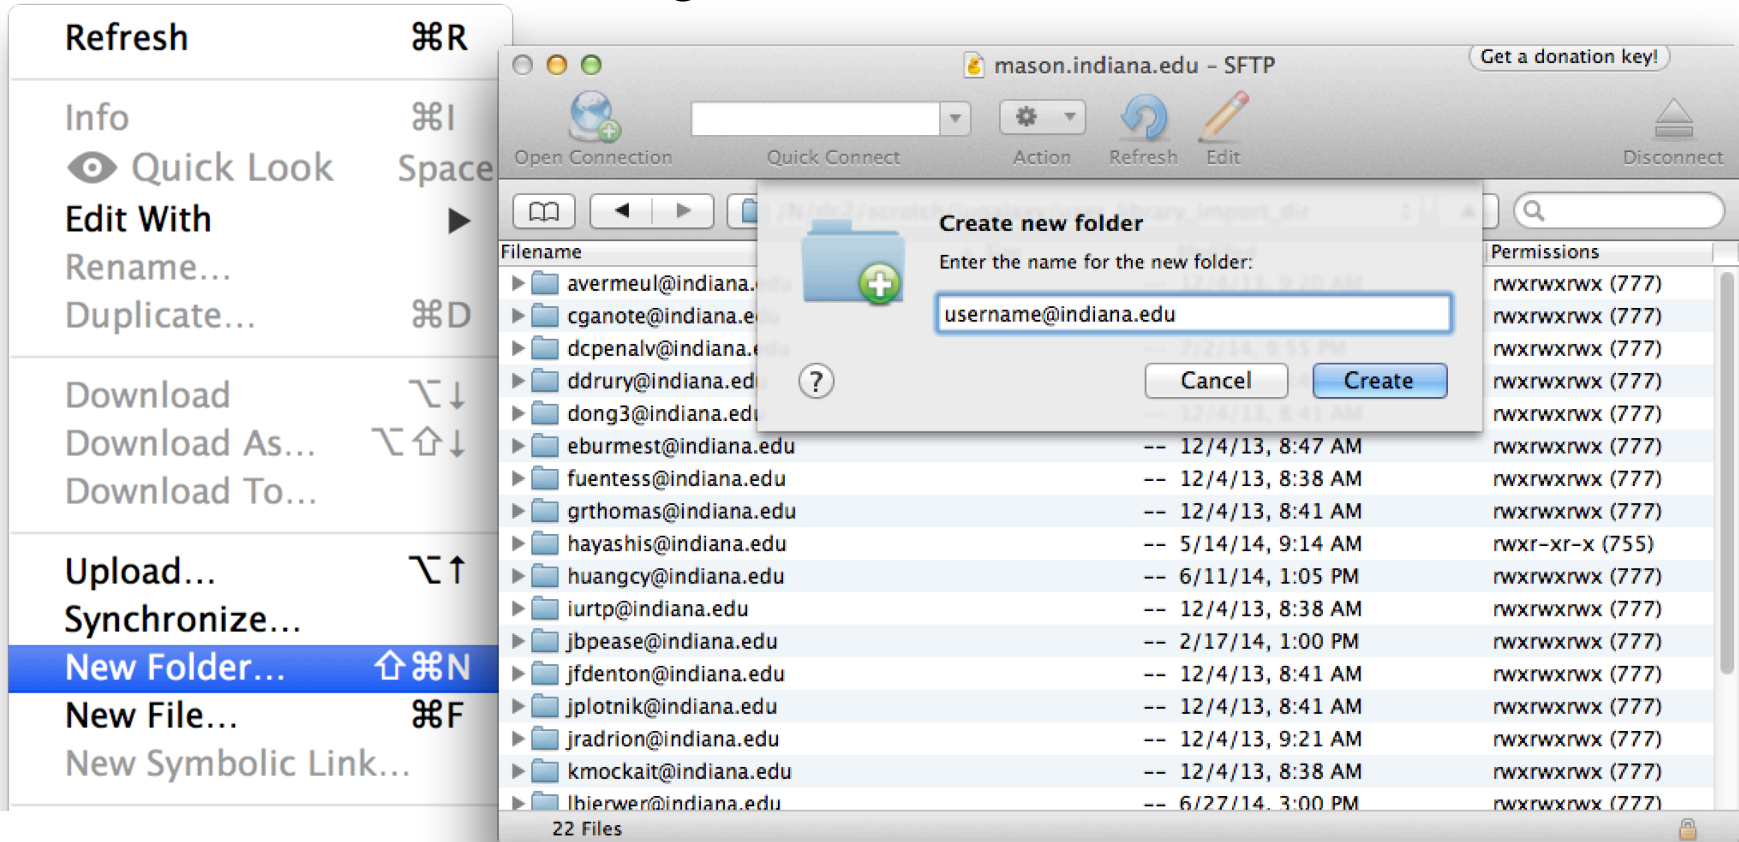 Refresh ⌘R
Info ⌘I
Quick Look Space
Edit With ▶
Rename...
Duplicate... ⌘D
Download ⌥↓
Download As... ⌥⇧↓
Download To...
Upload... ⌥↑
Synchronize...
New Folder... ⇧⌘N
New File... ⌘F
New Symbolic Link...
mason.indiana.edu – SFTP
Get a donation key!
Open Connection Quick Connect Action Refresh Edit Disconnect
Create new folder
Enter the name for the new folder:
username@indiana.edu
? Cancel Create
Filename Permissions
avermeul@indiana. rwxrwxrwx (777)
cganote@indiana.e rwxrwxrwx (777)
dcpenalv@indiana. rwxrwxrwx (777)
ddrury@indiana.ed rwxrwxrwx (777)
dong3@indiana.edu rwxrwxrwx (777)
eburmest@indiana.edu -- 12/4/13, 8:47 AM rwxrwxrwx (777)
fuentess@indiana.edu -- 12/4/13, 8:38 AM rwxrwxrwx (777)
grthomas@indiana.edu -- 12/4/13, 8:41 AM rwxrwxrwx (777)
hayashis@indiana.edu -- 5/14/14, 9:14 AM rwxr-xr-x (755)
huangcy@indiana.edu -- 6/11/14, 1:05 PM rwxrwxrwx (777)
iurtp@indiana.edu -- 12/4/13, 8:38 AM rwxrwxrwx (777)
jbpease@indiana.edu -- 2/17/14, 1:00 PM rwxrwxrwx (777)
jfdenton@indiana.edu -- 12/4/13, 8:41 AM rwxrwxrwx (777)
jplotnik@indiana.edu -- 12/4/13, 8:41 AM rwxrwxrwx (777)
jradrion@indiana.edu -- 12/4/13, 9:21 AM rwxrwxrwx (777)
kmockait@indiana.edu -- 12/4/13, 8:38 AM rwxrwxrwx (777)
lbierwer@indiana.edu -- 6/27/14, 3:00 PM rwxrwxrwx (777)
22 Files